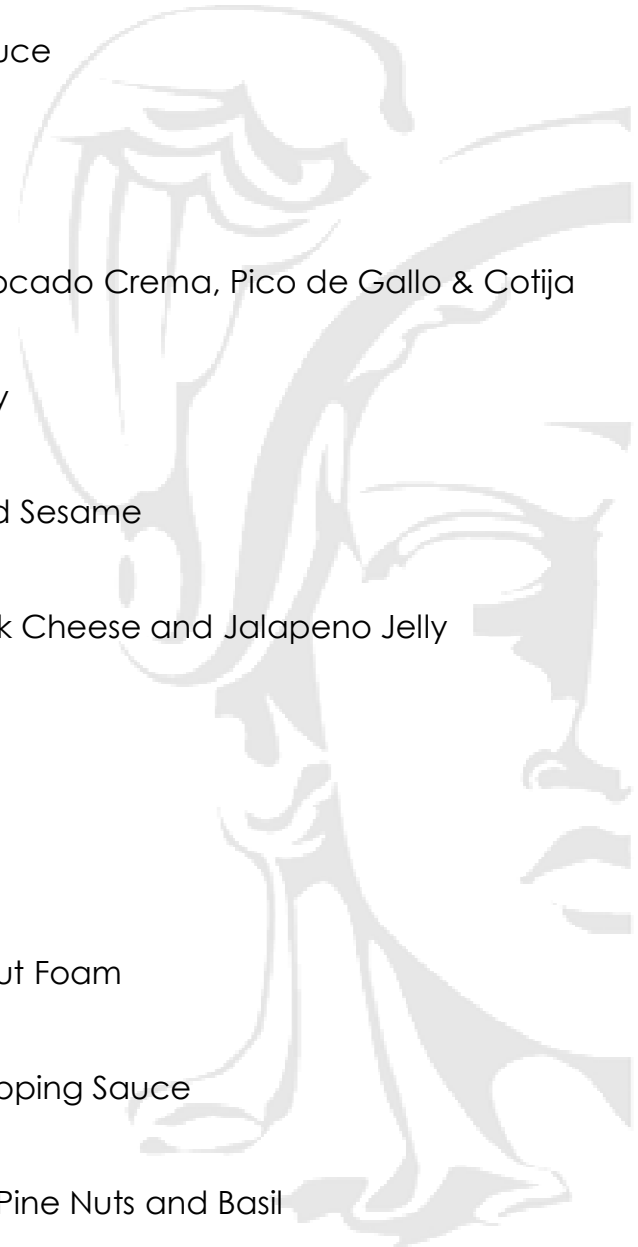 uce
ocado Crema, Pico de Gallo & Cotija
y
d Sesame
k Cheese and Jalapeno Jelly
ut Foam
pping Sauce
Pine Nuts and Basil